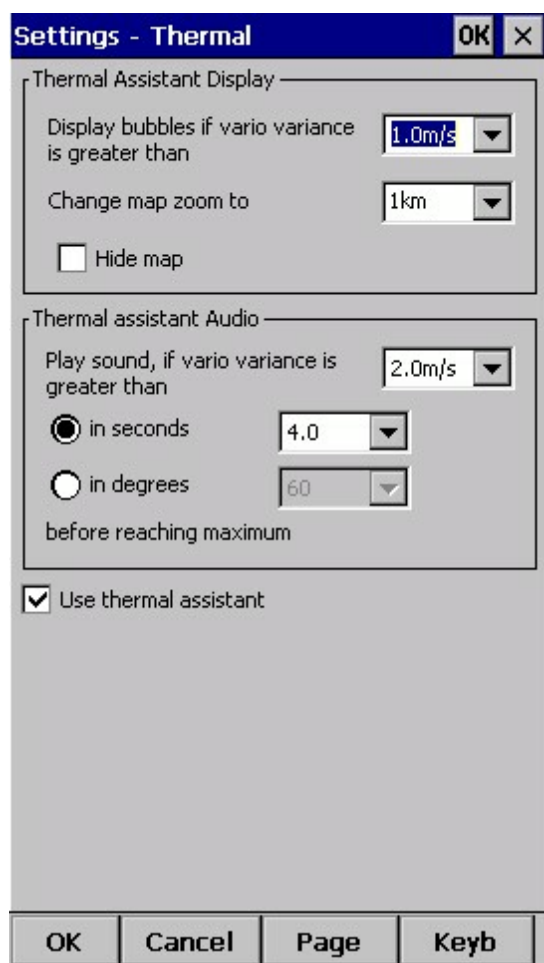 Settings - Thermal OK ×
Thermal Assistant Display
Display bubbles if vario variance
is greater than
1.0m/s
Change map zoom to
1km
Hide map
Thermal assistant Audio
Play sound, if vario variance is
greater than
2.0m/s
in seconds
4.0
in degrees
60
before reaching maximum
Use thermal assistant
OK Cancel Page Keyb